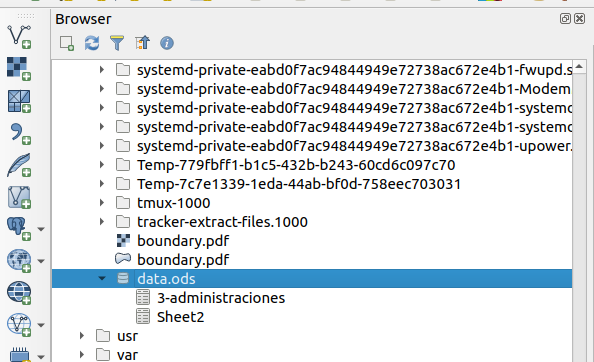 Browser
systemd-private-eabd0f7ac94844949e72738ac672e4b1-fwupd.s
systemd-private-eabd0f7ac94844949e72738ac672e4b1-Modem
systemd-private-eabd0f7ac94844949e72738ac672e4b1-systemd
systemd-private-eabd0f7ac94844949e72738ac672e4b1-systemd
systemd-private-eabd0f7ac94844949e72738ac672e4b1-upower.
Temp-779fbff1-b1c5-432b-b243-60cd6c097c70
Temp-7c7e1339-1eda-44ab-bf0d-758eec703031
tmux-1000
tracker-extract-files.1000
boundary.pdf
boundary.pdf
data.ods
3-administraciones
Sheet2
usr
var